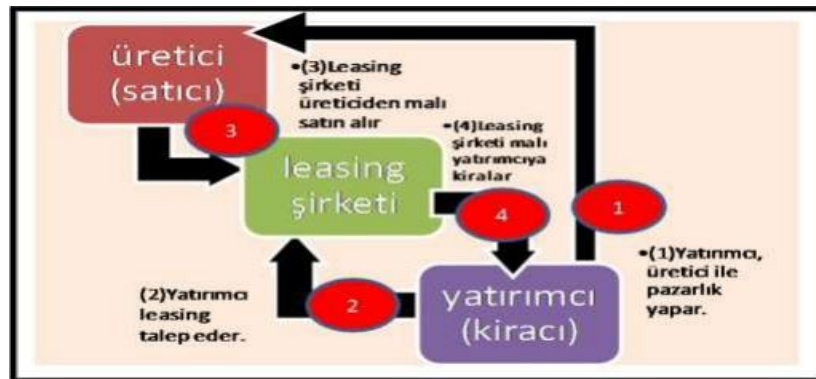 üretici
(satıcı)
•(3)Leasing
şirketi
üreticiden malı
satın alır
3
•(4)Leasing
şirketi malı
yatırımcıya
kiralar
leasing
şirketi
4
1
•(1)Yatırımcı,
üretici ile
pazarlık
yapar.
(2)Yatırımcı
leasing
talep eder.
2
yatırımcı
(kiracı)